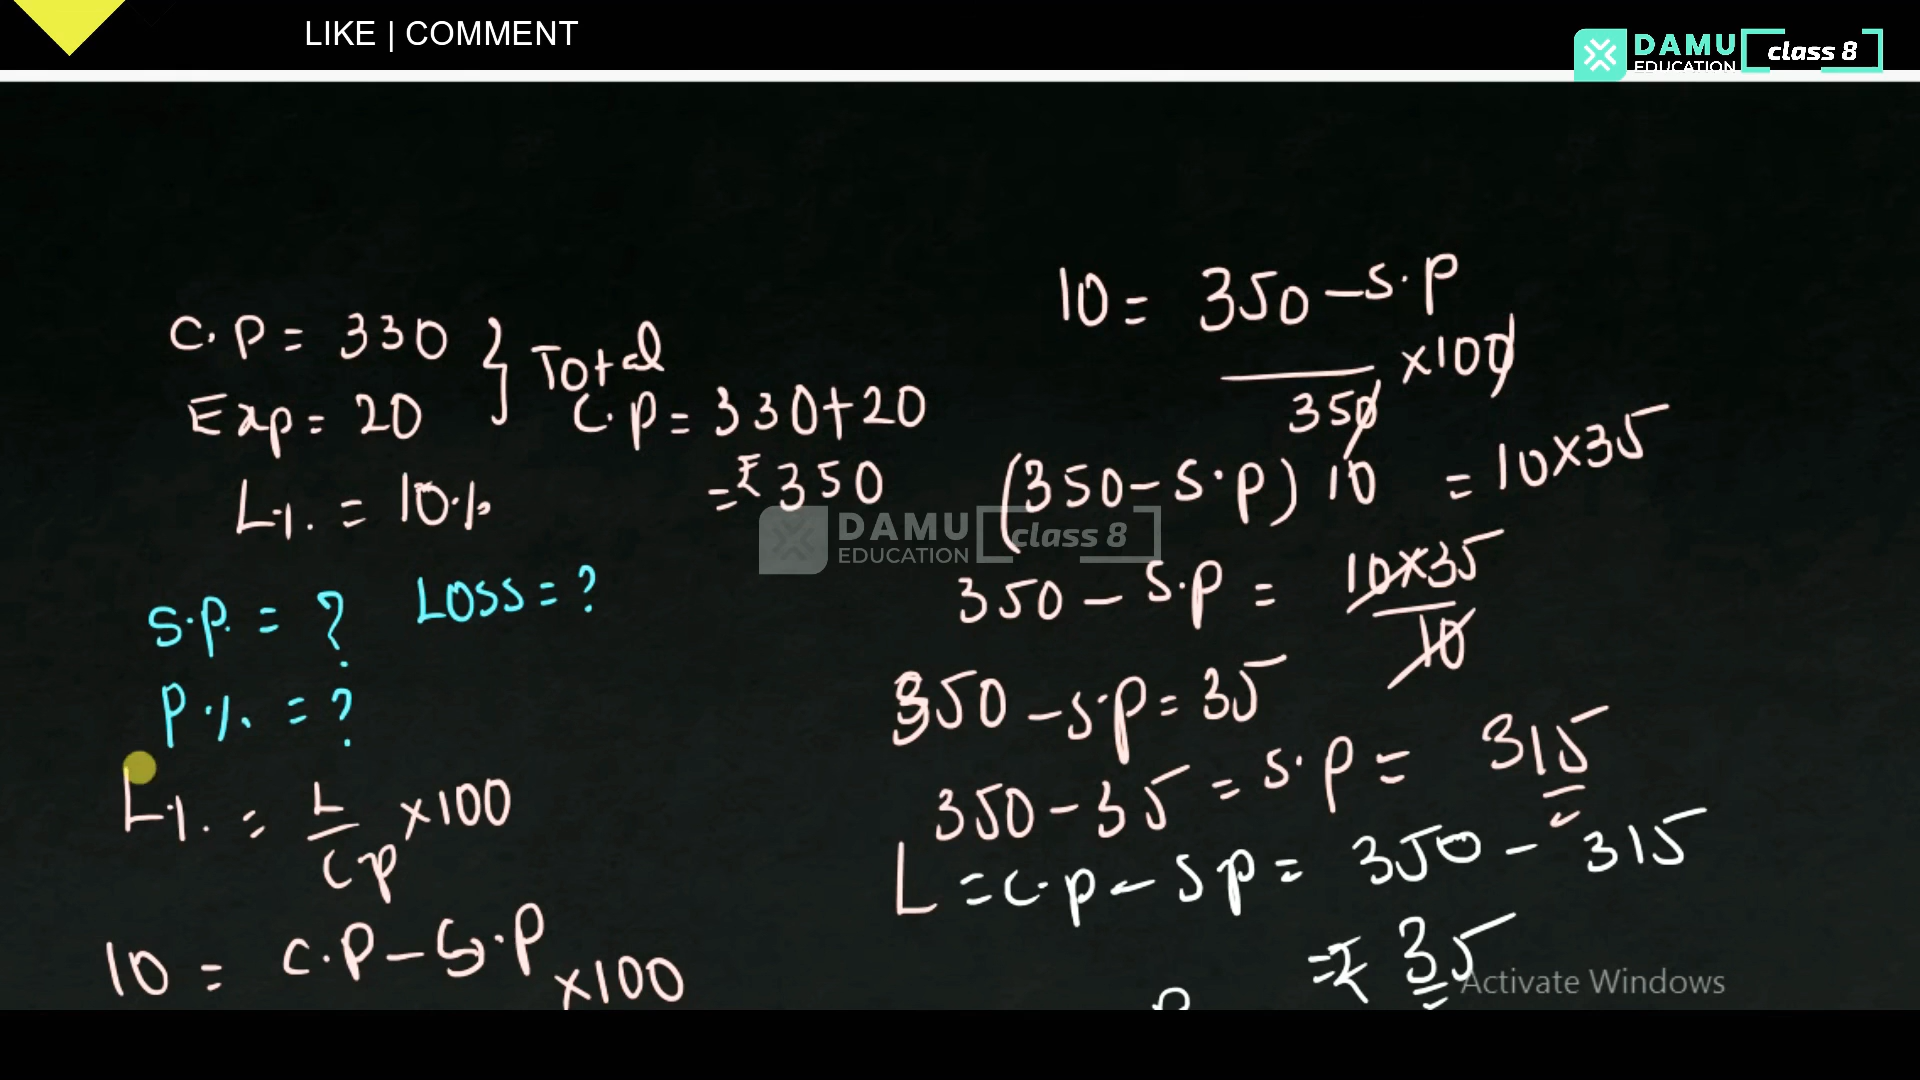 LIKE | COMMENT
DAMU
EDUCATION
class 8
C.P = 330 } Total
Exp = 20 C.P = 330+20
L% = 10% = ₹350
S.P. = ? LOSS = ?
P% = ?
L% = L/CP ×100
10 = C.P-S.P ×100
10 = 350-S.P
350 ×100
(350-S.P) 10 = 10×35
350 - S.P = 10×35
10
350-S.P = 35
350-35 = S.P = 315
L = C.P - SP = 350 - 315
= ₹ 35
DAMU
EDUCATION
class 8
Activate Windows